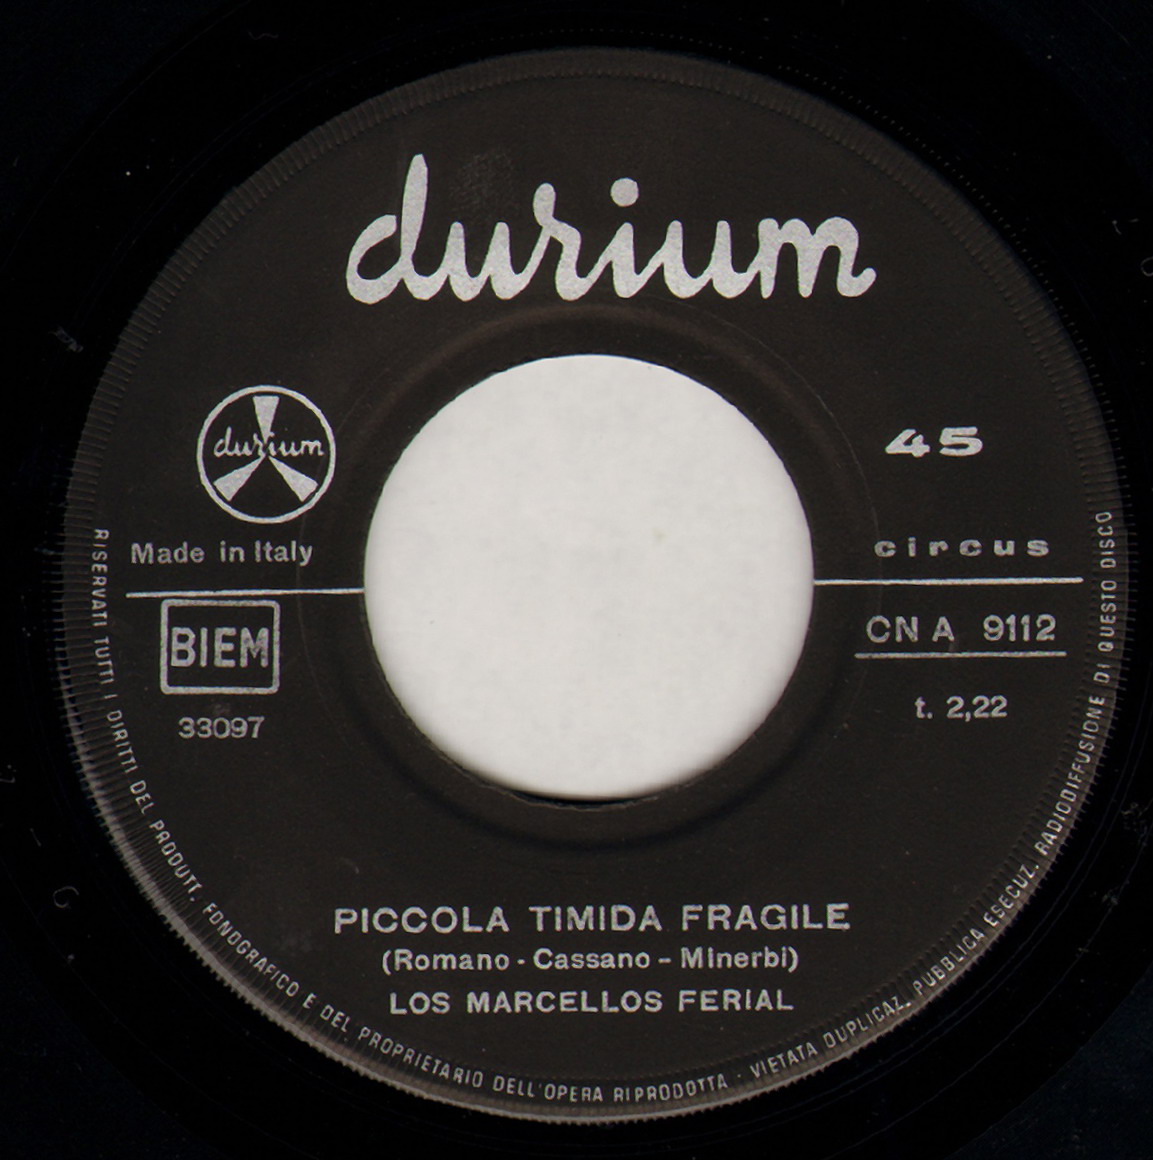 durium
durium
45
Made in Italy
circus
BIEM
CN A 9112
33097
t. 2,22
PICCOLA TIMIDA FRAGILE
(Romano - Cassano - Minerbi)
LOS MARCELLOS FERIAL
RISERVATI TUTTI I DIRITTI DEL PRODUTT. FONOGRAFICO E DEL PROPRIETARIO DELL'OPERA RIPRODOTTA - VIETATA DUPLICAZ. PUBBLICA ESECUZ. RADIODIFFUSIONE DI QUESTO DISCO